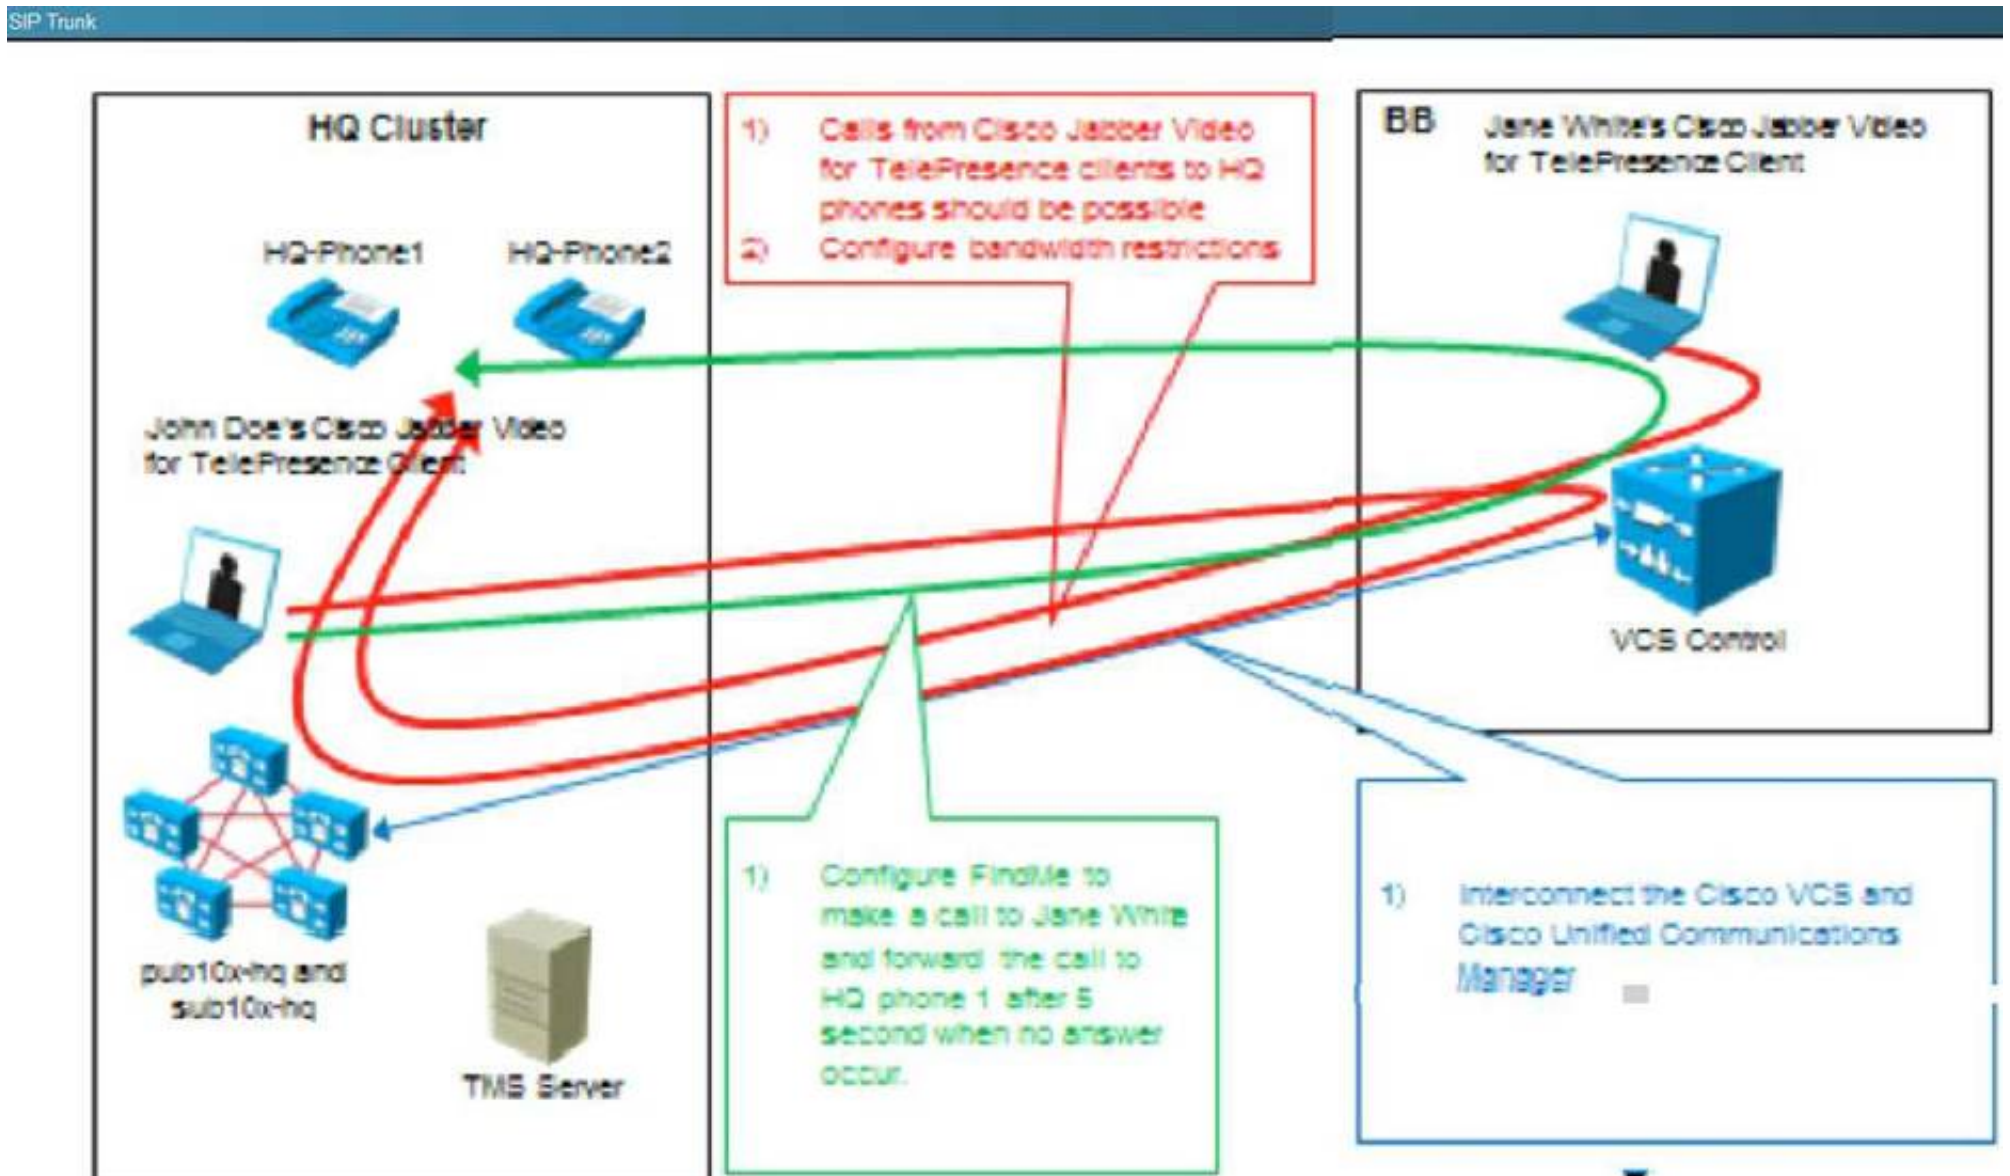 SIP Trunk
HQ Cluster
HQ-Phone1
HQ-Phone2
John Doe's Cisco Jabber Video
for TelePresence Client
pub10x-hq and
sub10x-hq
TMS Server
1) Calls from Cisco Jabber Video
for TelePresence clients to HQ
phones should be possible
2) Configure bandwidth restrictions
1) Configure FindMe to
make a call to Jane White
and forward the call to
HQ phone 1 after 5
second when no answer
occur.
BB
Jane White's Cisco Jabber Video
for TelePresence Client
VCS Control
1) Interconnect the Cisco VCS and
Cisco Unified Communications
Manager